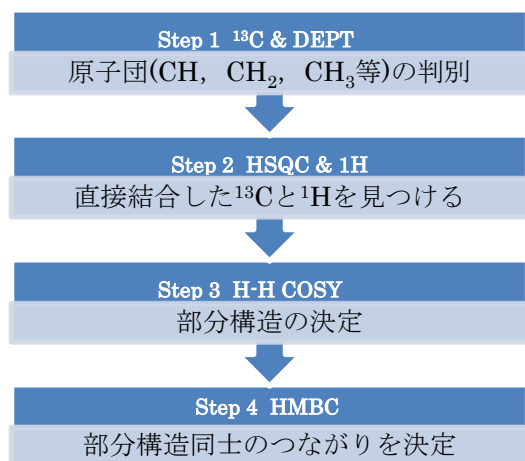 Step 1 ¹³C & DEPT
原子団(CH, CH₂, CH₃等)の判別
Step 2 HSQC & 1H
直接結合した¹³Cと¹Hを見つける
Step 3 H-H COSY
部分構造の決定
Step 4 HMBC
部分構造同士のつながりを決定